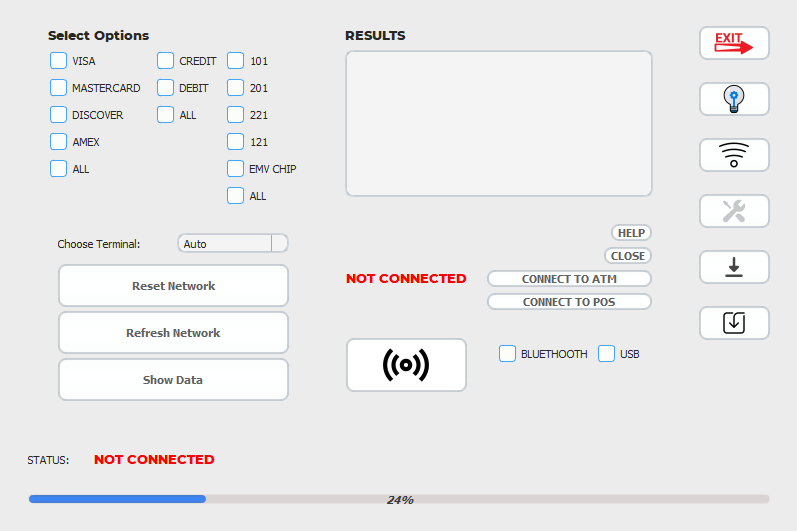 Select Options
VISA
MASTERCARD
DISCOVER
AMEX
ALL
CREDIT
DEBIT
ALL
101
201
221
121
EMV CHIP
ALL
RESULTS
EXIT
Choose Terminal:
Auto
Reset Network
Refresh Network
Show Data
HELP
CLOSE
NOT CONNECTED
CONNECT TO ATM
CONNECT TO POS
BLUETHOOTH
USB
STATUS:
NOT CONNECTED
24%